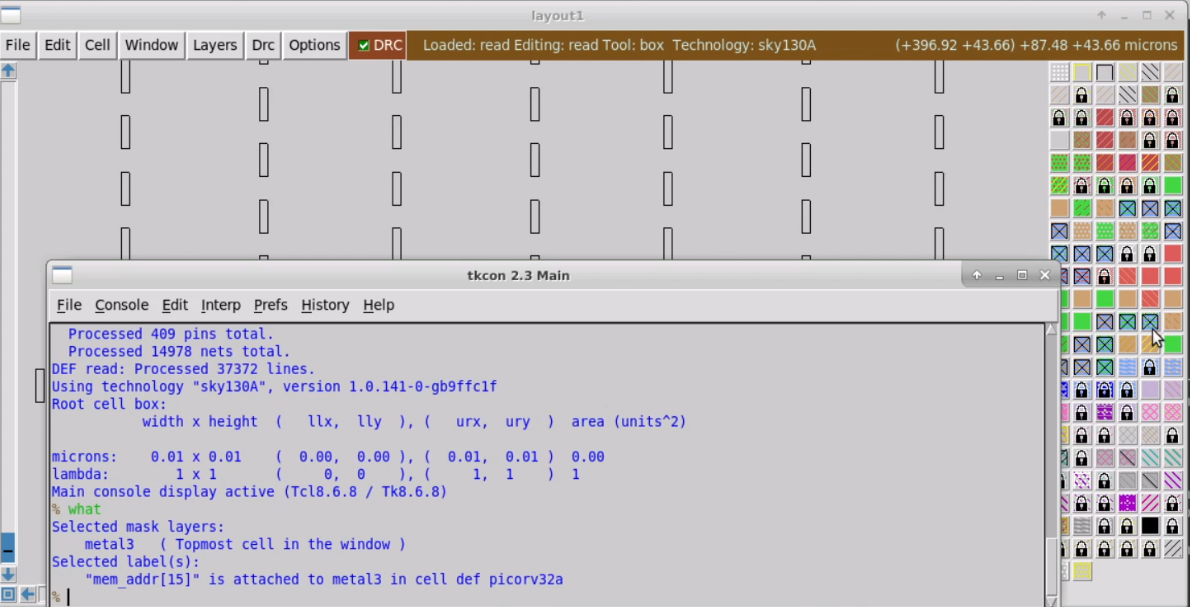 layout1
File Edit Cell Window Layers Drc Options DRC Loaded: read Editing: read Tool: box Technology: sky130A (+396.92 +43.66) +87.48 +43.66 microns
tkcon 2.3 Main
File Console Edit Interp Prefs History Help
Processed 409 pins total.
Processed 14978 nets total.
DEF read: Processed 37372 lines.
Using technology "sky130A", version 1.0.141-0-gb9ffc1f
Root cell box:
width x height ( llx, lly ), ( urx, ury ) area (units^2)
microns: 0.01 x 0.01 ( 0.00, 0.00 ), ( 0.01, 0.01 ) 0.00
lambda: 1 x 1 ( 0, 0 ), ( 1, 1 ) 1
Main console display active (Tcl8.6.8 / Tk8.6.8)
% what
Selected mask layers:
metal3 ( Topmost cell in the window )
Selected label(s):
"mem_addr[15]" is attached to metal3 in cell def picorv32a
%